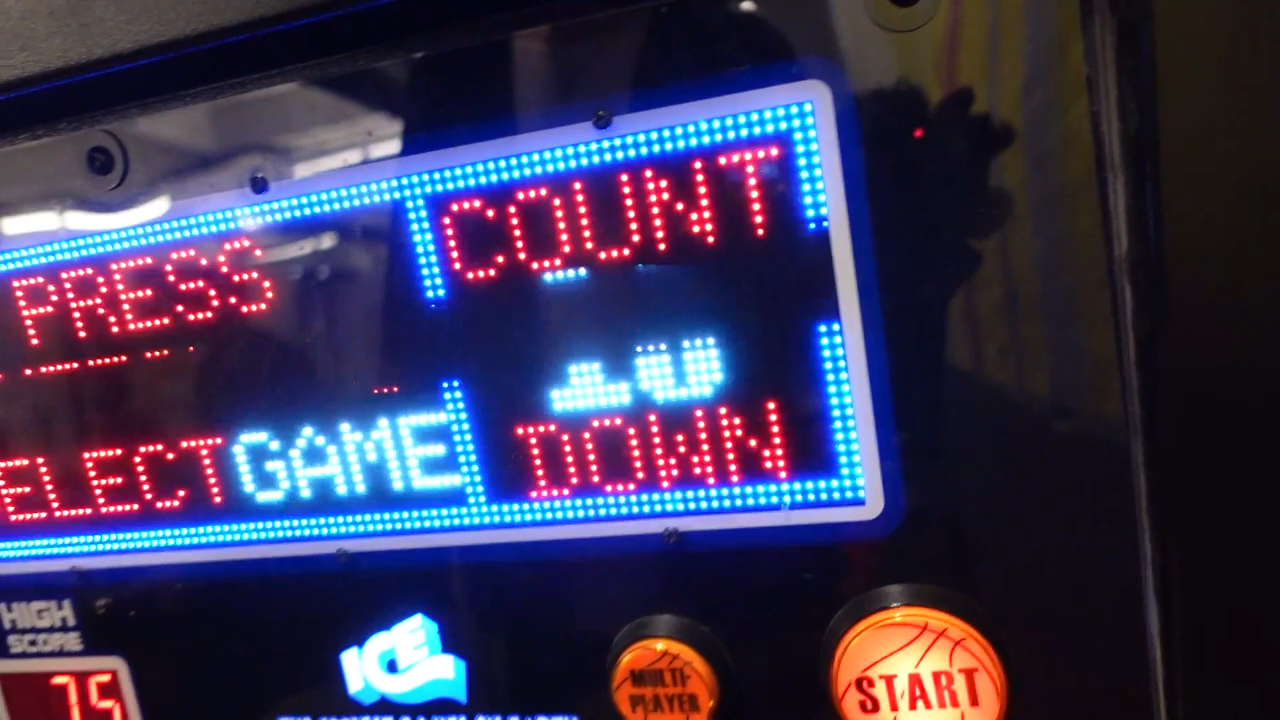 PRESS
COUNT
ELECT GAME
DOWN
HIGH
SCORE
75
ICE
MULTI-
PLAYER
START